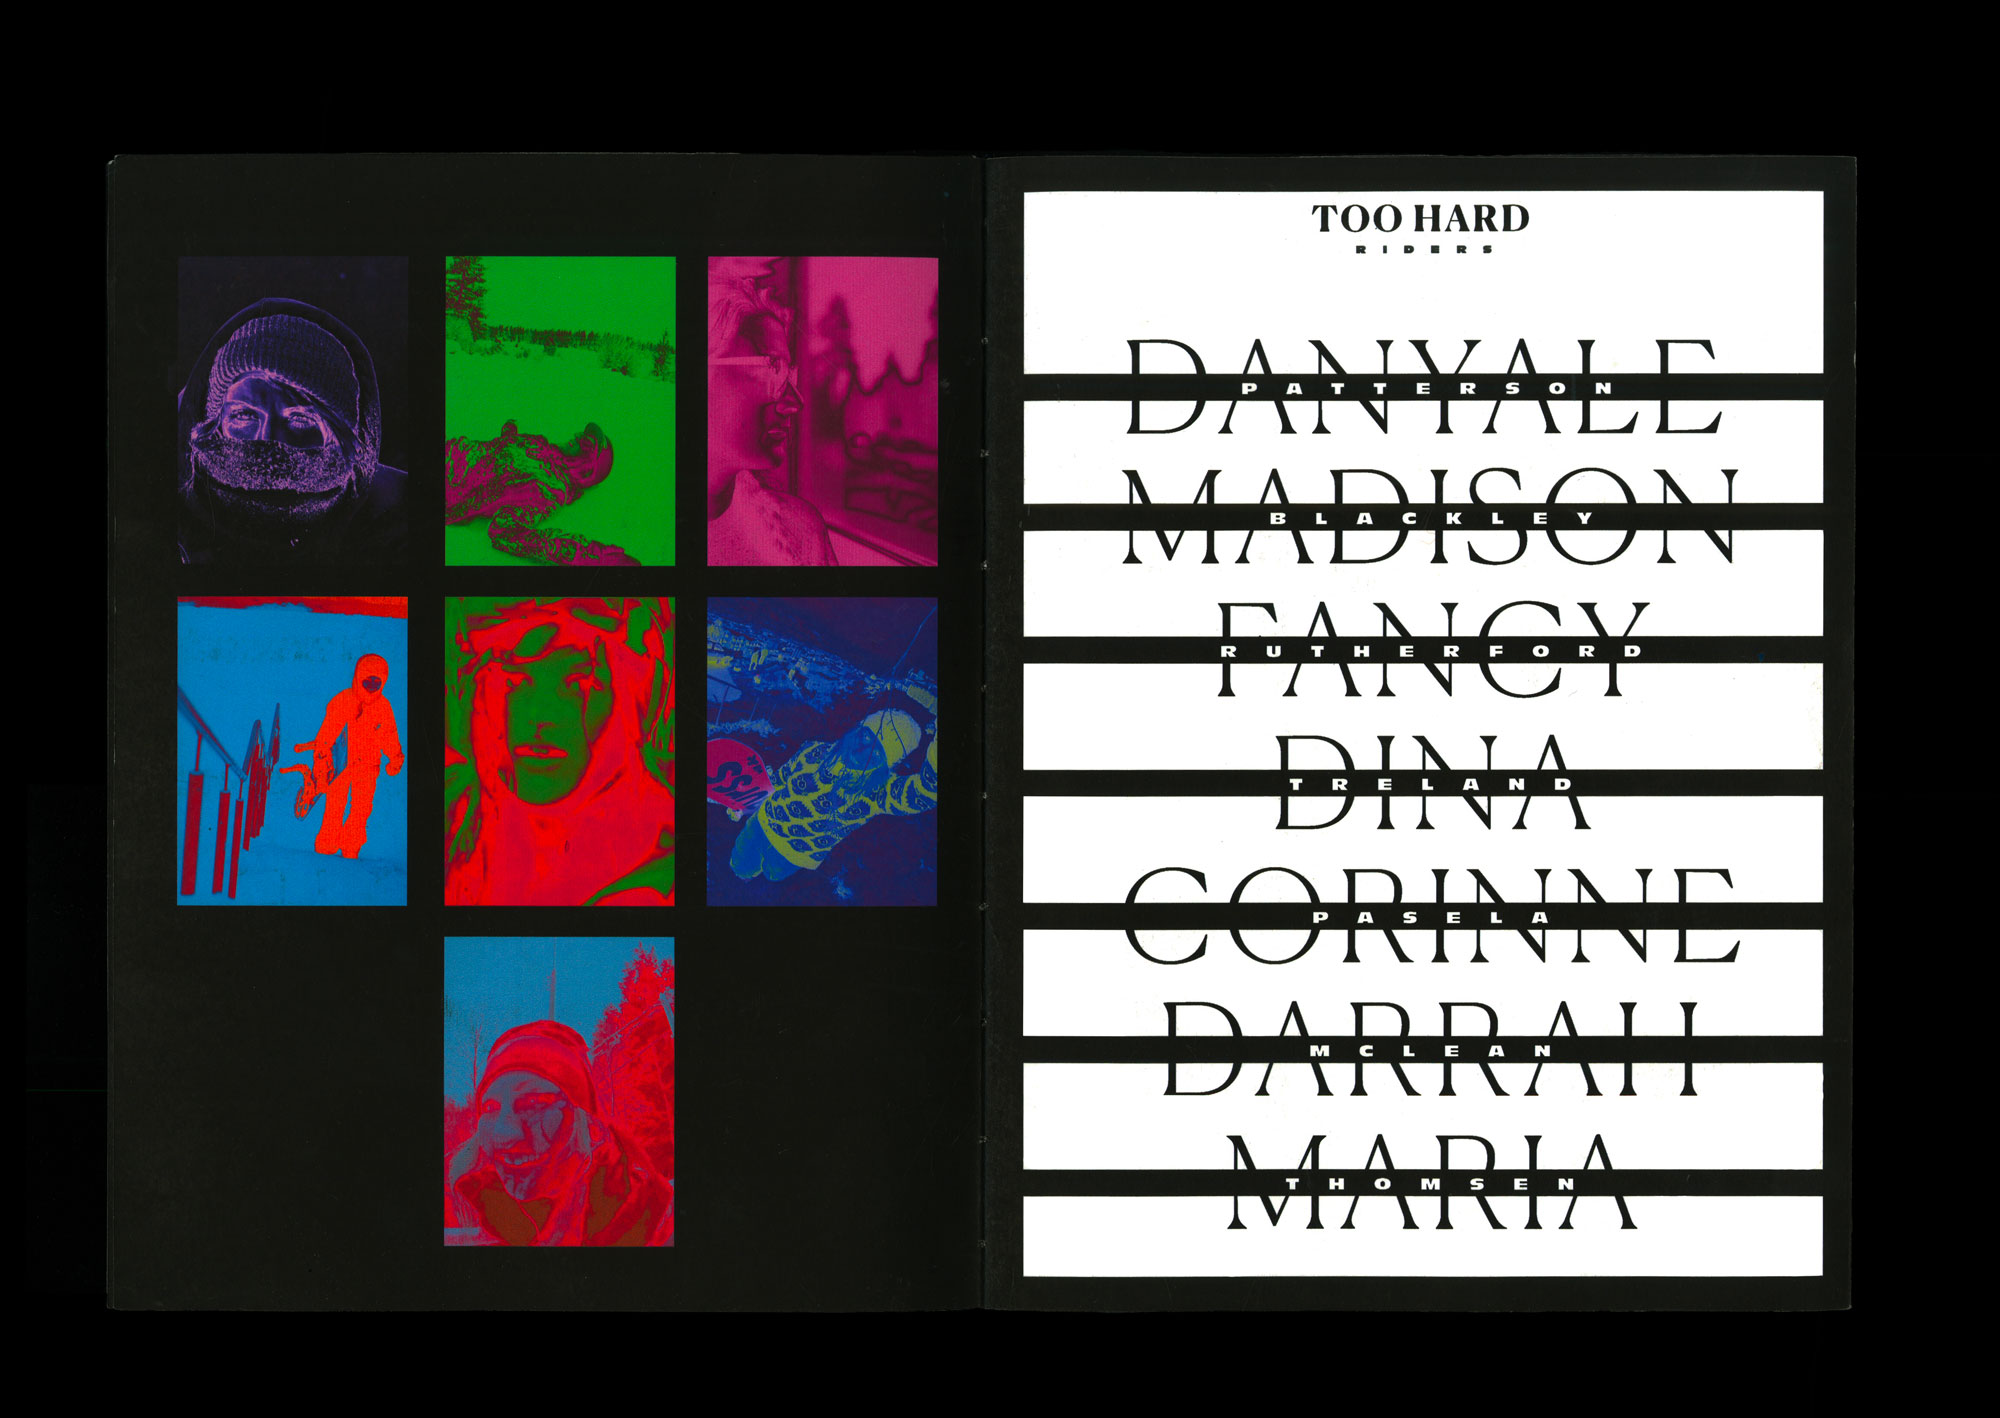 TOO HARD
RIDERS
DANYALE
PATTERSON
MADISON
BLACKLEY
FANCY
RUTHERFORD
DINA
TRELAND
CORINNE
PASELA
DARRAH
MCLEAN
MARIA
THOMSEN